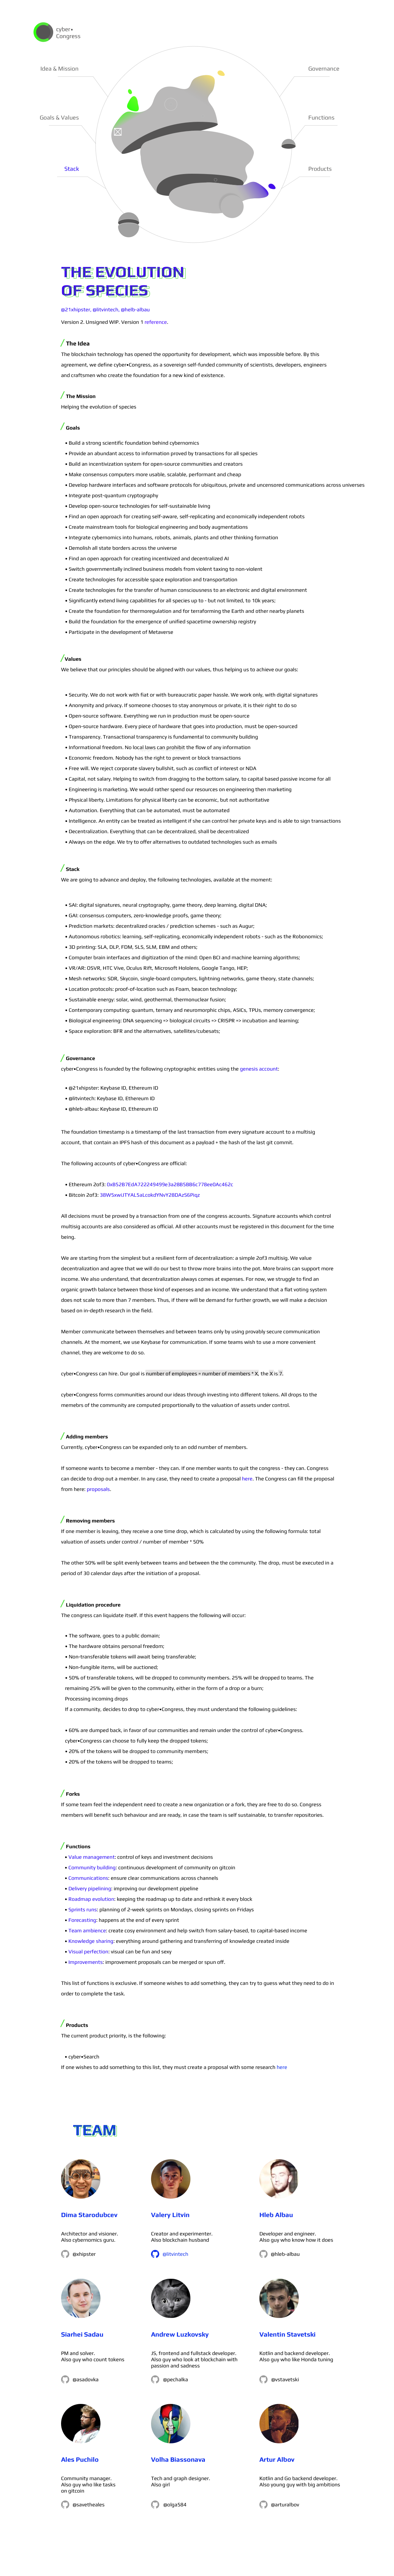 cyber•
Congress
Idea & Mission
Governance
Goals & Values
Functions
Stack
Products
THE EVOLUTION
OF SPECIES
@21xhipster, @litvintech, @hleb-albau
Version 2. Unsigned WIP. Version 1 reference.
The Idea
The blockchain technology has opened the opportunity for development, which was impossible before. By this
agreement, we define cyber•Congress, as a sovereign self-funded community of scientists, developers, engineers
and craftsmen who create the foundation for a new kind of existence.
The Mission
Helping the evolution of species
Goals
• Build a strong scientific foundation behind cybernomics
• Provide an abundant access to information proved by transactions for all species
• Build an incentivization system for open-source communities and creators
• Make consensus computers more usable, scalable, performant and cheap
• Develop hardware interfaces and software protocols for ubiquitous, private and uncensored communications across universes
• Integrate post-quantum cryptography
• Develop open-source technologies for self-sustainable living
• Find an open approach for creating self-aware, self-replicating and economically independent robots
• Create mainstream tools for biological engineering and body augmentations
• Integrate cybernomics into humans, robots, animals, plants and other thinking formation
• Demolish all state borders across the universe
• Find an open approach for creating incentivized and decentralized AI
• Switch governmentally inclined business models from violent taxing to non-violent
• Create technologies for accessible space exploration and transportation
• Create technologies for the transfer of human consciousness to an electronic and digital environment
• Significantly extend living capabilities for all species up to - but not limited, to 10k years;
• Create the foundation for thermoregulation and for terraforming the Earth and other nearby planets
• Build the foundation for the emergence of unified spacetime ownership registry
• Participate in the development of Metaverse
Values
We believe that our principles should be aligned with our values, thus helping us to achieve our goals:
• Security. We do not work with fiat or with bureaucratic paper hassle. We work only, with digital signatures
• Anonymity and privacy. If someone chooses to stay anonymous or private, it is their right to do so
• Open-source software. Everything we run in production must be open-source
• Open-source hardware. Every piece of hardware that goes into production, must be open-sourced
• Transparency. Transactional transparency is fundamental to community building
• Informational freedom. No local laws can prohibit the flow of any information
• Economic freedom. Nobody has the right to prevent or block transactions
• Free will. We reject corporate slavery bullshit, such as conflict of interest or NDA
• Capital, not salary. Helping to switch from dragging to the bottom salary, to capital based passive income for all
• Engineering is marketing. We would rather spend our resources on engineering then marketing
• Physical liberty. Limitations for physical liberty can be economic, but not authoritative
• Automation. Everything that can be automated, must be automated
• Intelligence. An entity can be treated as intelligent if she can control her private keys and is able to sign transactions
• Decentralization. Everything that can be decentralized, shall be decentralized
• Always on the edge. We try to offer alternatives to outdated technologies such as emails
Stack
We are going to advance and deploy, the following technologies, available at the moment:
• SAI: digital signatures, neural cryptography, game theory, deep learning, digital DNA;
• GAI: consensus computers, zero-knowledge proofs, game theory;
• Prediction markets: decentralized oracles / prediction schemes - such as Augur;
• Autonomous robotics: learning, self-replicating, economically independent robots - such as the Robonomics;
• 3D printing: SLA, DLP, FDM, SLS, SLM, EBM and others;
• Computer brain interfaces and digitization of the mind: Open BCI and machine learning algorithms;
• VR/AR: OSVR, HTC Vive, Oculus Rift, Microsoft Hololens, Google Tango, HEP;
• Mesh networks: SDR, Skycoin, single-board computers, lightning networks, game theory, state channels;
• Location protocols: proof-of-location such as Foam, beacon technology;
• Sustainable energy: solar, wind, geothermal, thermonuclear fusion;
• Contemporary computing: quantum, ternary and neuromorphic chips, ASICs, TPUs, memory convergence;
• Biological engineering: DNA sequencing => biological circuits => CRISPR => incubation and learning;
• Space exploration: BFR and the alternatives, satellites/cubesats;
Governance
cyber•Congress is founded by the following cryptographic entities using the genesis account:
• @21xhipster: Keybase ID, Ethereum ID
• @litvintech: Keybase ID, Ethereum ID
• @hleb-albau: Keybase ID, Ethereum ID
The foundation timestamp is a timestamp of the last transaction from every signature account to a multisig
account, that contain an IPFS hash of this document as a payload + the hash of the last git commit.
The following accounts of cyber•Congress are official:
• Ethereum 2of3:
• Bitcoin 2of3:
All decisions must be proved by a transaction from one of the congress accounts. Signature accounts which control
multisig accounts are also considered as official. All other accounts must be registered in this document for the time
being.
We are starting from the simplest but a resilient form of decentralization: a simple 2of3 multisig. We value
decentralization and agree that we will do our best to throw more brains into the pot. More brains can support more
income. We also understand, that decentralization always comes at expenses. For now, we struggle to find an
organic growth balance between those kind of expenses and an income. We understand that a flat voting system
does not scale to more than 7 members. Thus, if there will be demand for further growth, we will make a decision
based on in-depth research in the field.
Member communicate between themselves and between teams only by using provably secure communication
channels. At the moment, we use Keybase for communication. If some teams wish to use a more convenient
channel, they are welcome to do so.
cyber•Congress can hire. Our goal is number of employees = number of members * X, the X is 7.
cyber•Congress forms communities around our ideas through investing into different tokens. All drops to the
memebrs of the community are computed proportionally to the valuation of assets under control.
Adding members
Currently, cyber•Congress can be expanded only to an odd number of members.
If someone wants to become a member - they can. If one member wants to quit the congress - they can. Congress
can decide to drop out a member. In any case, they need to create a proposal here. The Congress can fill the proposal
from here: proposals.
Removing members
If one member is leaving, they receive a one time drop, which is calculated by using the following formula: total
valuation of assets under control / number of member * 50%
The other 50% will be split evenly between teams and between the the community. The drop, must be executed in a
period of 30 calendar days after the initiation of a proposal.
Liquidation procedure
The congress can liquidate itself. If this event happens the following will occur:
• The software, goes to a public domain;
• The hardware obtains personal freedom;
• Non-transferable tokens will await being transferable;
• Non-fungible items, will be auctioned;
• 50% of transferable tokens, will be dropped to community members. 25% will be dropped to teams. The
remaining 25% will be given to the community, either in the form of a drop or a burn;
Processing incoming drops
If a community, decides to drop to cyber•Congress, they must understand the following guidelines:
• 60% are dumped back, in favor of our communities and remain under the control of cyber•Congress.
cyber•Congress can choose to fully keep the dropped tokens;
• 20% of the tokens will be dropped to community members;
• 20% of the tokens will be dropped to teams;
Forks
If some team feel the independent need to create a new organization or a fork, they are free to do so. Congress
members will benefit such behaviour and are ready, in case the team is self sustainable, to transfer repositories.
Functions
• Value management: control of keys and investment decisions
• Community building: continuous development of community on gitcoin
• Communications: ensure clear communications across channels
• Delivery pipelining: improving our development pipeline
• Roadmap evolution: keeping the roadmap up to date and rethink it every block
• Sprints runs: planning of 2-week sprints on Mondays, closing sprints on Fridays
• Forecasting: happens at the end of every sprint
• Team ambience: create cosy environment and help switch from salary-based, to capital-based income
• Knowledge sharing: everything around gathering and transferring of knowledge created inside
• Visual perfection: visual can be fun and sexy
• Improvements: improvement proposals can be merged or spun off.
This list of functions is exclusive. If someone wishes to add something, they can try to guess what they need to do in
order to complete the task.
Products
The current product priority, is the following:
• cyber•Search
If one wishes to add something to this list, they must create a proposal with some research here
TEAM
Dima Starodubcev
Valery Litvin
Hleb Albau
Architector and visioner.
Also cybernomics guru.
Creator and experimenter.
Also blockchain husband
Developer and engineer.
Also guy who know how it does
@xhipster
@litvintech
@hleb-albau
Siarhei Sadau
Andrew Luzkovsky
Valentin Stavetski
PM and solver.
Also guy who count tokens
JS, frontend and fullstack developer.
Also guy who look at blockchain with
passion and sadness
Kotlin and backend developer.
Also guy who like Honda tuning
@asadovka
@pechalka
@vstavetski
Ales Puchilo
Volha Biassonava
Artur Albov
Community manager.
Also guy who like tasks
on gitcoin
Tech and graph designer.
Also girl
Kotlin and Go backend developer.
Also young guy with big ambitions
@savetheales
@olga584
@arturalbov